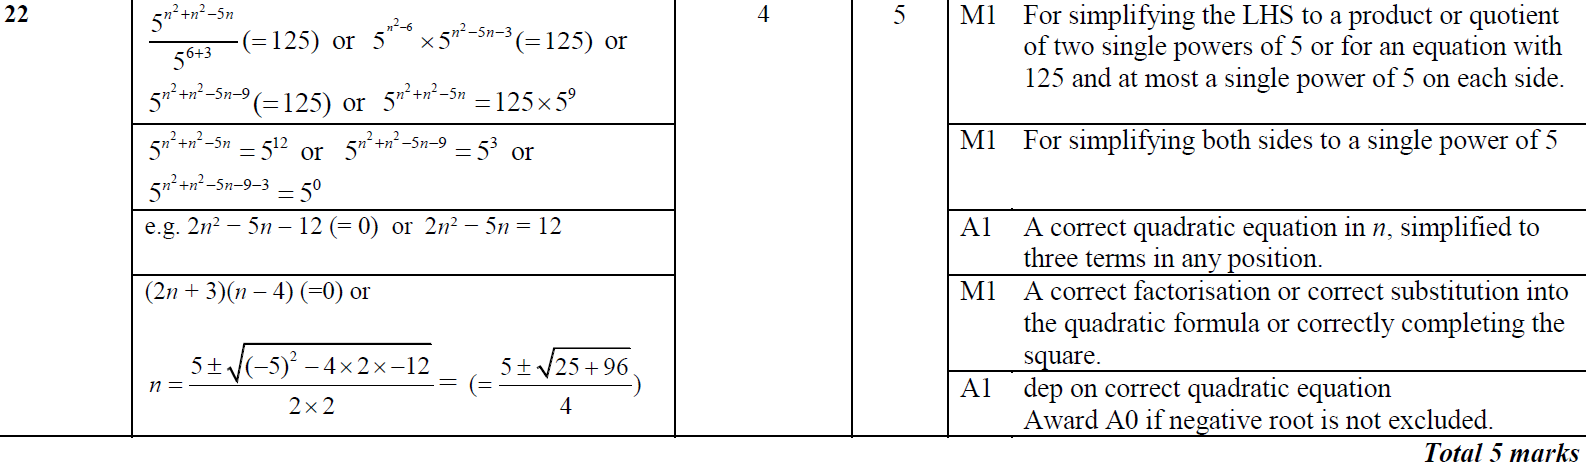 22
5^{n²+n²−5n} / 5^{6+3} (=125) or 5^{n²−6} × 5^{n²−5n−3} (=125) or
5^{n²+n²−5n−9} (=125) or 5^{n²+n²−5n} = 125×5⁹
4
5
M1 For simplifying the LHS to a product or quotient
of two single powers of 5 or for an equation with
125 and at most a single power of 5 on each side.
5^{n²+n²−5n} = 5¹² or 5^{n²+n²−5n−9} = 5³ or
5^{n²+n²−5n−9−3} = 5⁰
M1 For simplifying both sides to a single power of 5
e.g. 2n² − 5n − 12 (= 0) or 2n² − 5n = 12
A1 A correct quadratic equation in n, simplified to
three terms in any position.
(2n + 3)(n – 4) (=0) or
n = (5 ± √((−5)² − 4×2×−12)) / (2×2) = (= (5 ± √(25+96)) / 4)
M1 A correct factorisation or correct substitution into
the quadratic formula or correctly completing the
square.
A1 dep on correct quadratic equation
Award A0 if negative root is not excluded.
Total 5 marks